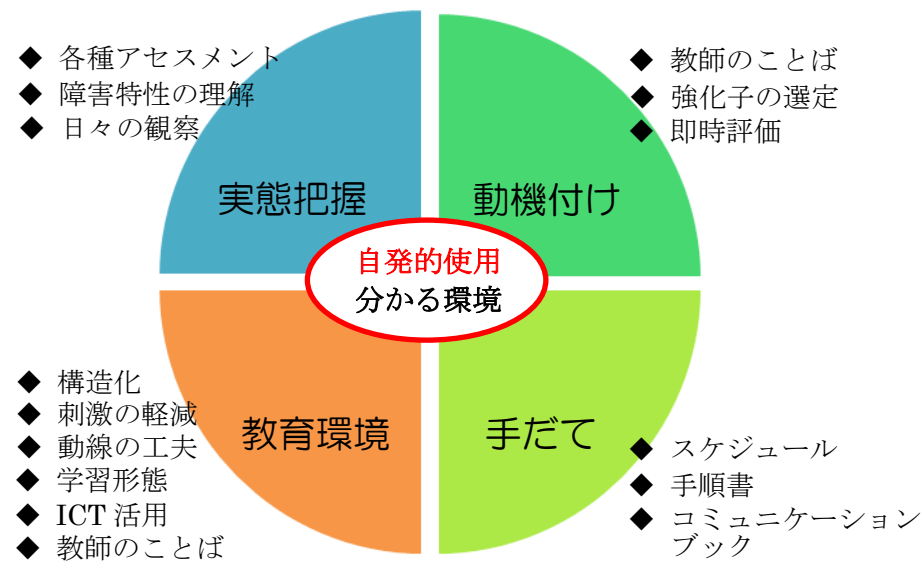 ◆ 各種アセスメント
◆ 障害特性の理解
◆ 日々の観察
実態把握
◆ 教師のことば
◆ 強化子の選定
◆ 即時評価
動機付け
自発的使用
分かる環境
◆ 構造化
◆ 刺激の軽減
◆ 動線の工夫
◆ 学習形態
◆ ICT 活用
◆ 教師のことば
教育環境
手だて
◆ スケジュール
◆ 手順書
◆ コミュニケーション
ブック